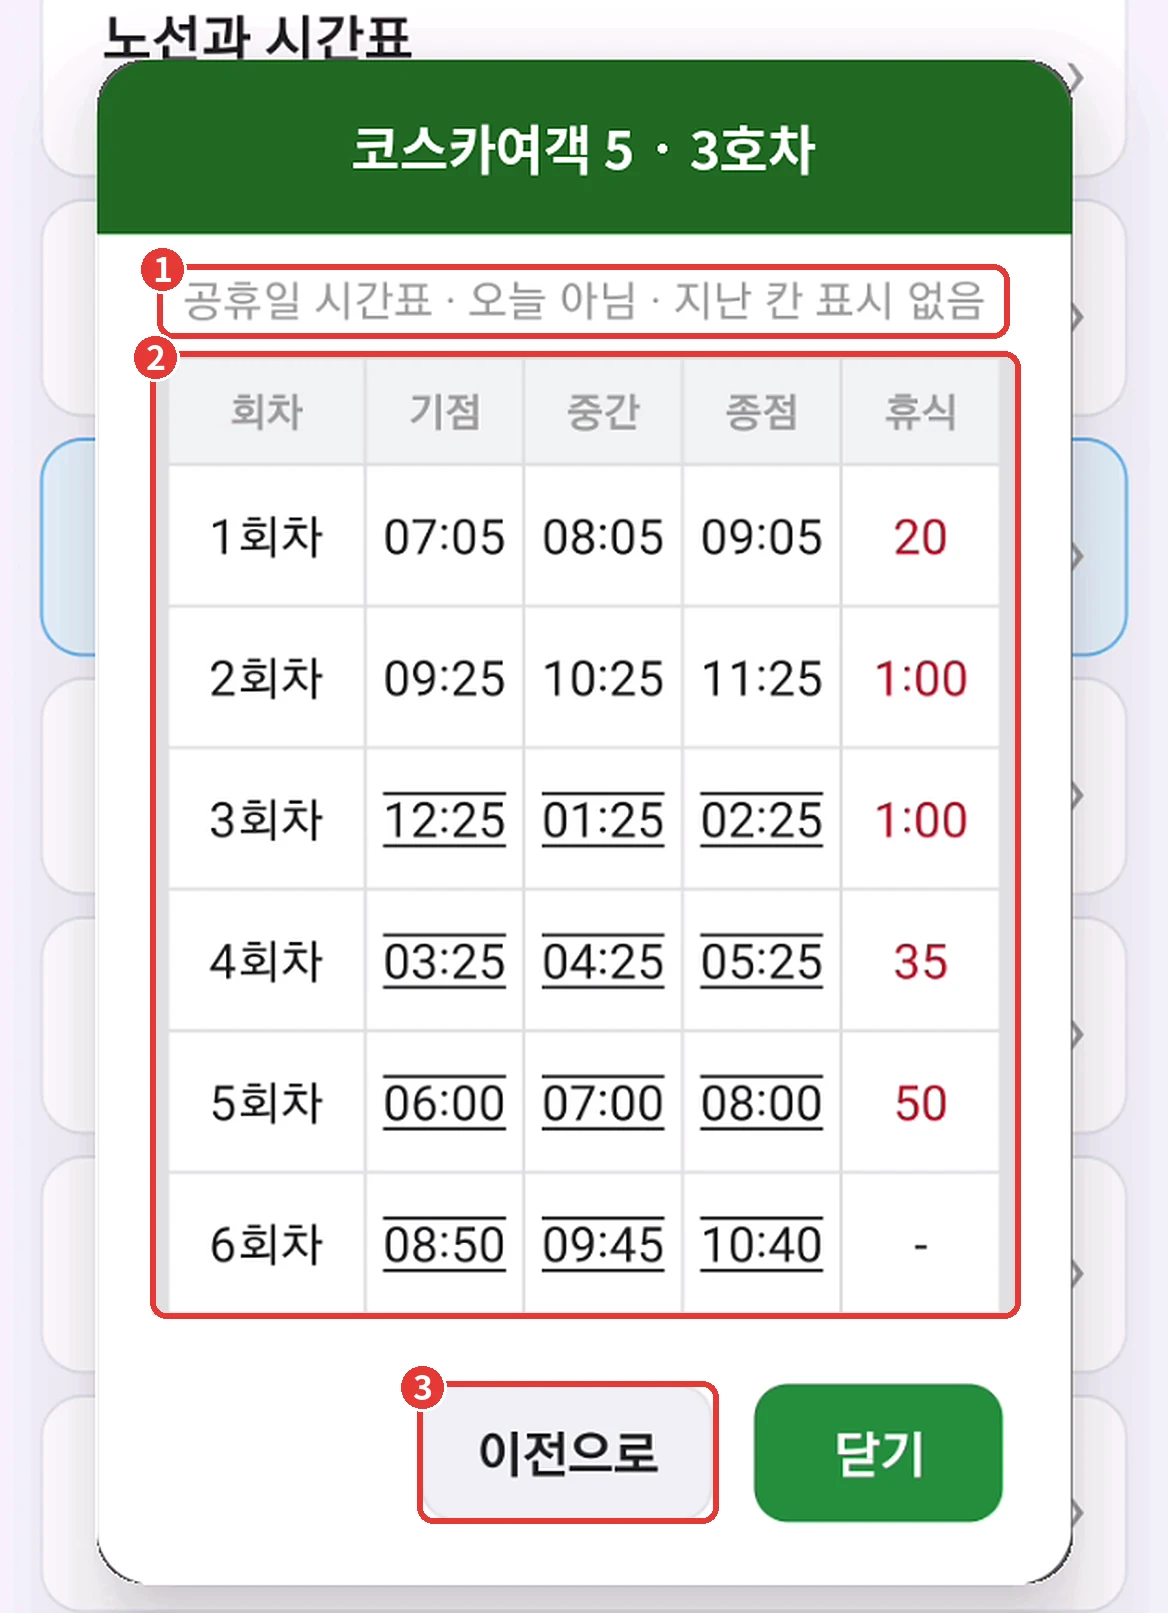 노선과 시간표
코스카여객 5 · 3호차
1
공휴일 시간표 · 오늘 아님 · 지난 칸 표시 없음
2
회차 기점 중간 종점 휴식
1회차 07:05 08:05 09:05 20
2회차 09:25 10:25 11:25 1:00
3회차 12:25 01:25 02:25 1:00
4회차 03:25 04:25 05:25 35
5회차 06:00 07:00 08:00 50
6회차 08:50 09:45 10:40 -
3
이전으로 닫기